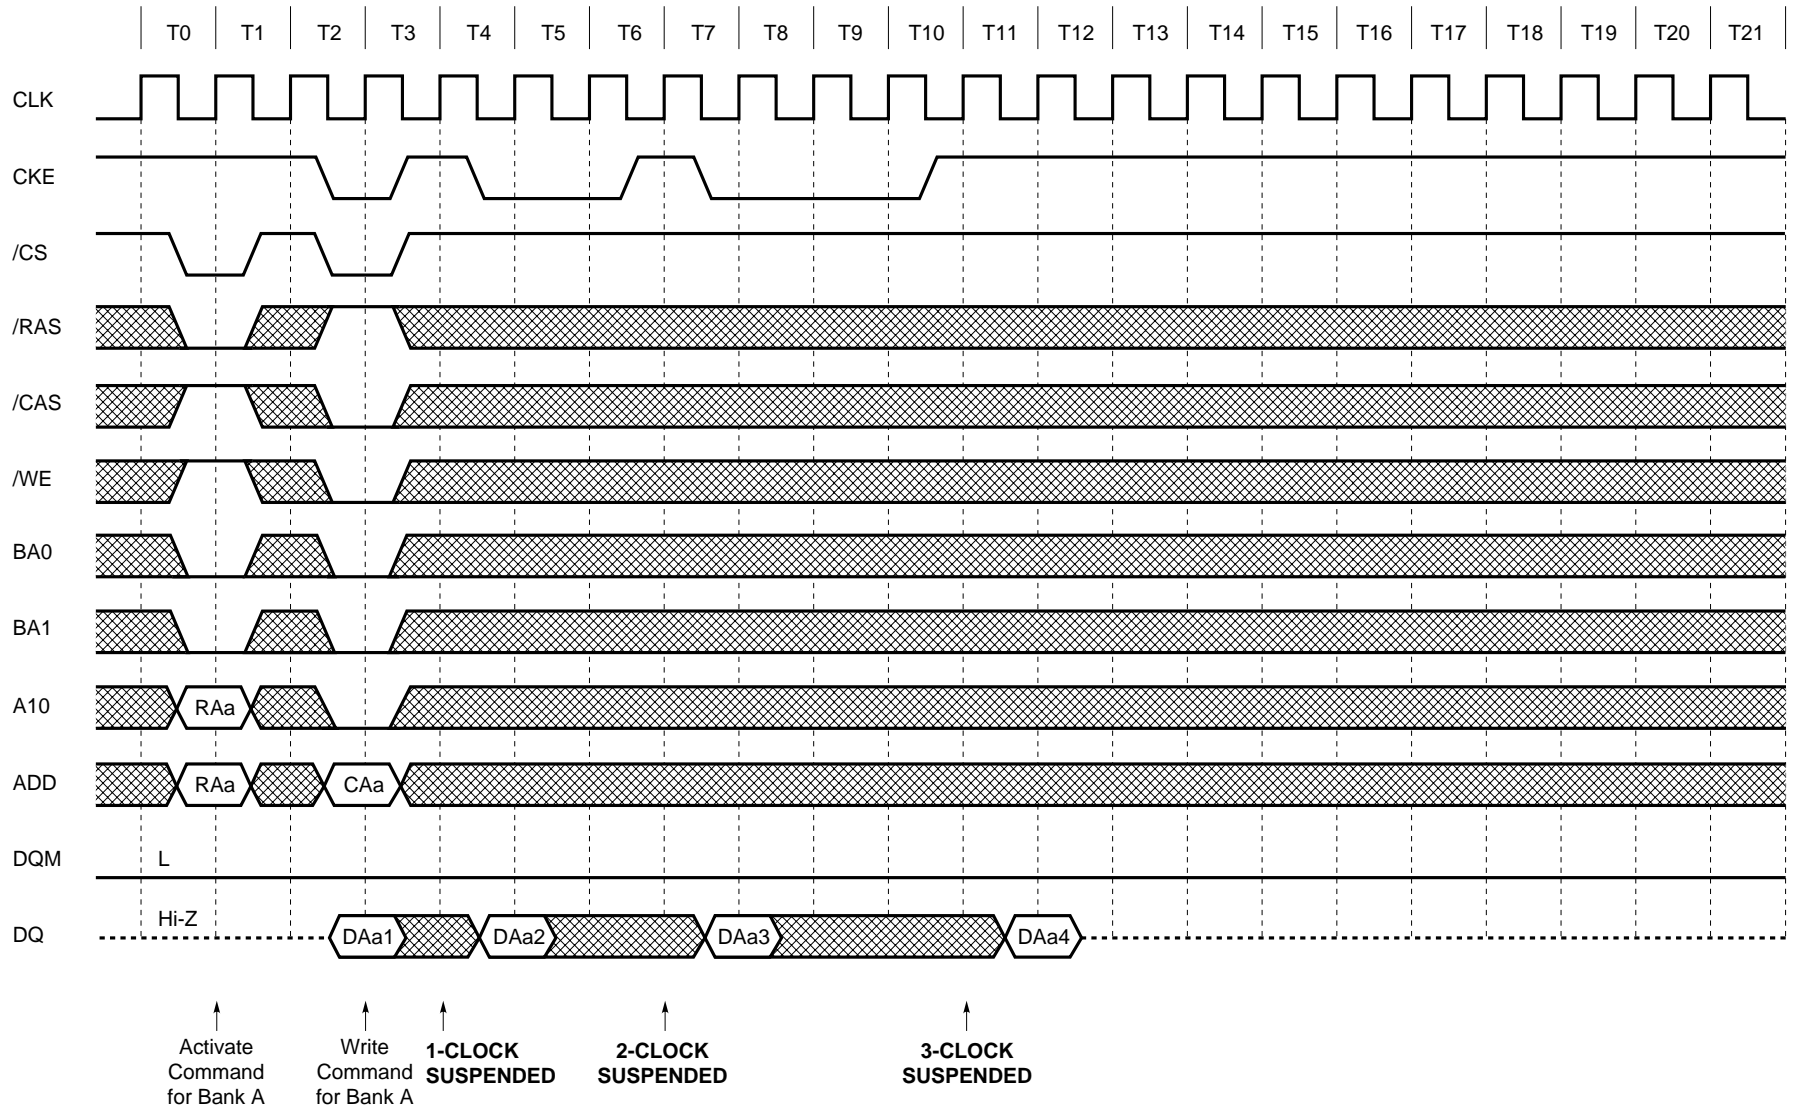 T0 T1 T2 T3 T4 T5 T6 T7 T8 T9 T10 T11 T12 T13 T14 T15 T16 T17 T18 T19 T20 T21
CLK
CKE
/CS
/RAS
/CAS
/WE
BA0
BA1
A10 RAa
ADD RAa CAa
DQM L
DQ Hi-Z DAa1 DAa2 DAa3 DAa4
Activate
Command
for Bank A
Write
Command
for Bank A
1-CLOCK
SUSPENDED
2-CLOCK
SUSPENDED
3-CLOCK
SUSPENDED